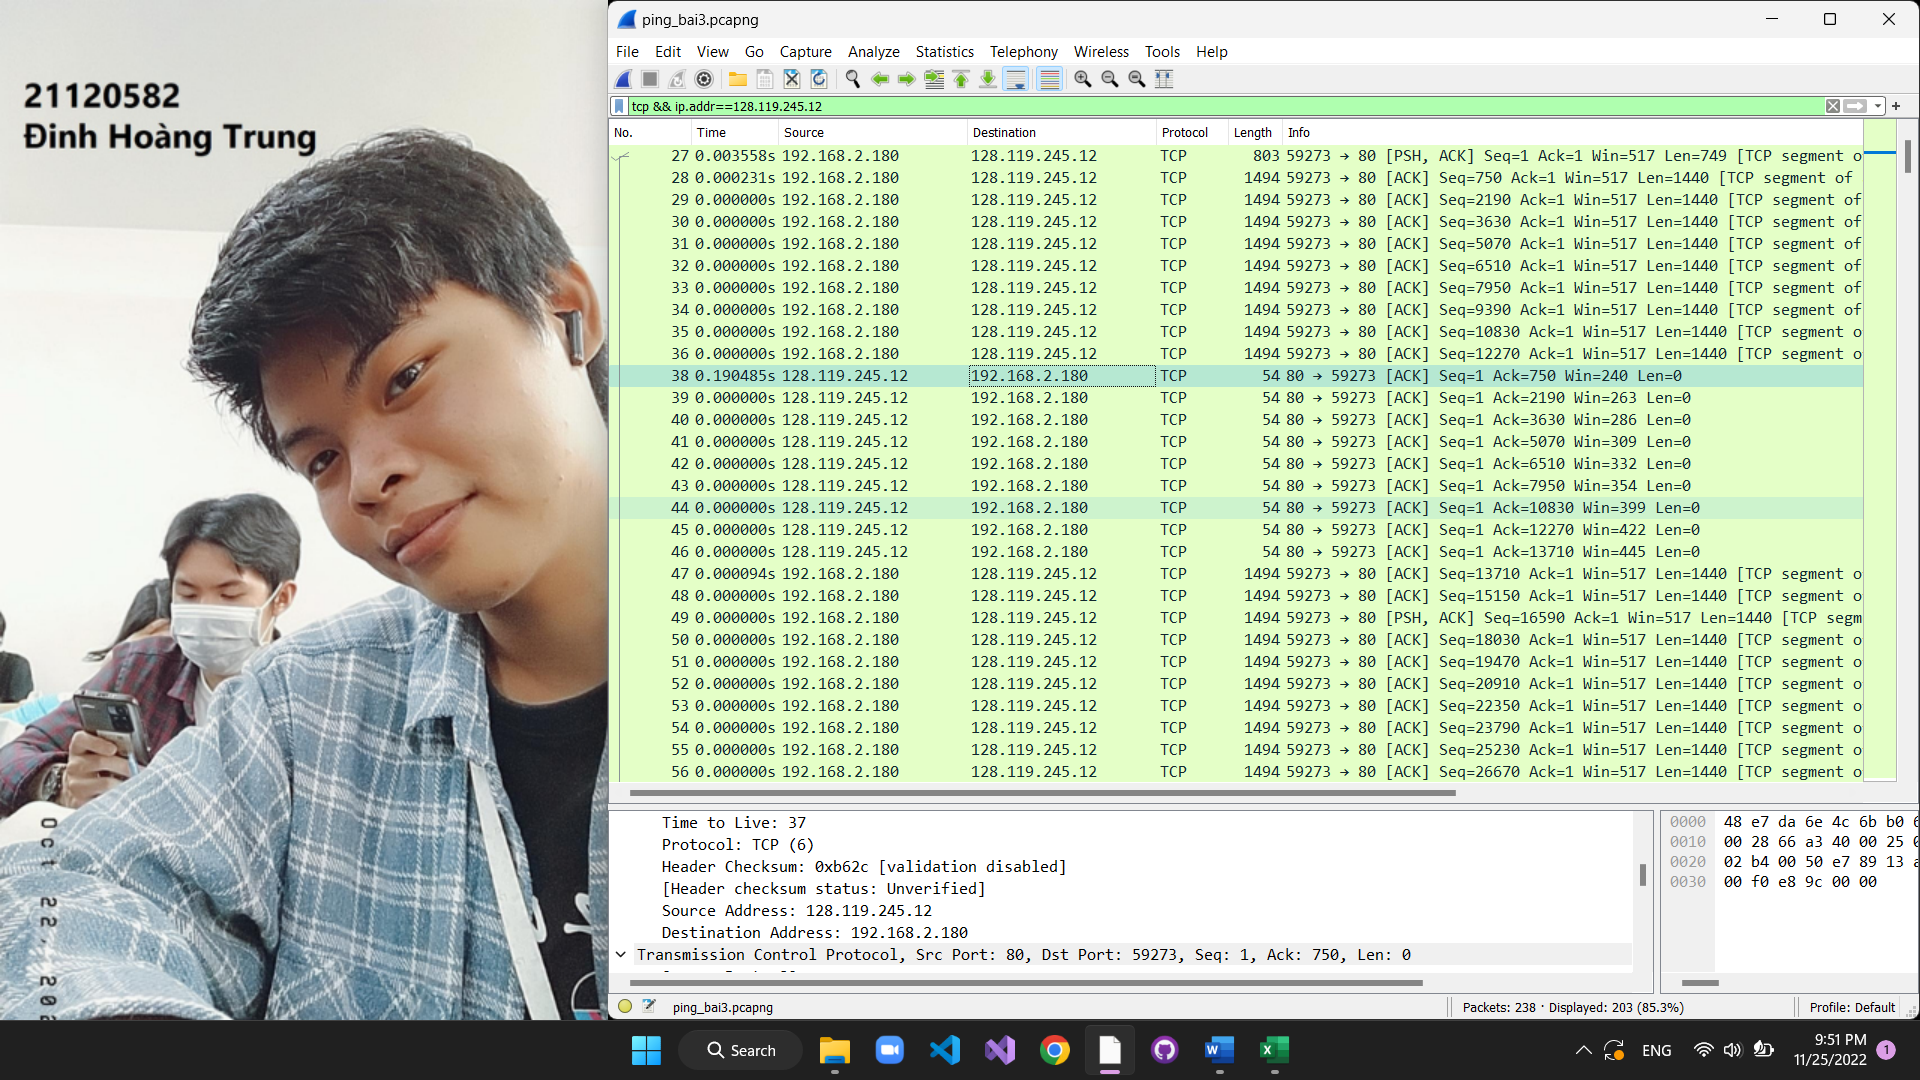 21120582
Đinh Hoàng Trung
Oct 22, 202
ping_bai3.pcapng
File Edit View Go Capture Analyze Statistics Telephony Wireless Tools Help
tcp && ip.addr==128.119.245.12
No. Time Source Destination Protocol Length Info
27 0.003558s 192.168.2.180 128.119.245.12 TCP 803 59273 → 80 [PSH, ACK] Seq=1 Ack=1 Win=517 Len=749 [TCP segment o
28 0.000231s 192.168.2.180 128.119.245.12 TCP 1494 59273 → 80 [ACK] Seq=750 Ack=1 Win=517 Len=1440 [TCP segment of
29 0.000000s 192.168.2.180 128.119.245.12 TCP 1494 59273 → 80 [ACK] Seq=2190 Ack=1 Win=517 Len=1440 [TCP segment of
30 0.000000s 192.168.2.180 128.119.245.12 TCP 1494 59273 → 80 [ACK] Seq=3630 Ack=1 Win=517 Len=1440 [TCP segment of
31 0.000000s 192.168.2.180 128.119.245.12 TCP 1494 59273 → 80 [ACK] Seq=5070 Ack=1 Win=517 Len=1440 [TCP segment of
32 0.000000s 192.168.2.180 128.119.245.12 TCP 1494 59273 → 80 [ACK] Seq=6510 Ack=1 Win=517 Len=1440 [TCP segment of
33 0.000000s 192.168.2.180 128.119.245.12 TCP 1494 59273 → 80 [ACK] Seq=7950 Ack=1 Win=517 Len=1440 [TCP segment of
34 0.000000s 192.168.2.180 128.119.245.12 TCP 1494 59273 → 80 [ACK] Seq=9390 Ack=1 Win=517 Len=1440 [TCP segment of
35 0.000000s 192.168.2.180 128.119.245.12 TCP 1494 59273 → 80 [ACK] Seq=10830 Ack=1 Win=517 Len=1440 [TCP segment o
36 0.000000s 192.168.2.180 128.119.245.12 TCP 1494 59273 → 80 [ACK] Seq=12270 Ack=1 Win=517 Len=1440 [TCP segment o
38 0.190485s 128.119.245.12 192.168.2.180 TCP 54 80 → 59273 [ACK] Seq=1 Ack=750 Win=240 Len=0
39 0.000000s 128.119.245.12 192.168.2.180 TCP 54 80 → 59273 [ACK] Seq=1 Ack=2190 Win=263 Len=0
40 0.000000s 128.119.245.12 192.168.2.180 TCP 54 80 → 59273 [ACK] Seq=1 Ack=3630 Win=286 Len=0
41 0.000000s 128.119.245.12 192.168.2.180 TCP 54 80 → 59273 [ACK] Seq=1 Ack=5070 Win=309 Len=0
42 0.000000s 128.119.245.12 192.168.2.180 TCP 54 80 → 59273 [ACK] Seq=1 Ack=6510 Win=332 Len=0
43 0.000000s 128.119.245.12 192.168.2.180 TCP 54 80 → 59273 [ACK] Seq=1 Ack=7950 Win=354 Len=0
44 0.000000s 128.119.245.12 192.168.2.180 TCP 54 80 → 59273 [ACK] Seq=1 Ack=10830 Win=399 Len=0
45 0.000000s 128.119.245.12 192.168.2.180 TCP 54 80 → 59273 [ACK] Seq=1 Ack=12270 Win=422 Len=0
46 0.000000s 128.119.245.12 192.168.2.180 TCP 54 80 → 59273 [ACK] Seq=1 Ack=13710 Win=445 Len=0
47 0.000094s 192.168.2.180 128.119.245.12 TCP 1494 59273 → 80 [ACK] Seq=13710 Ack=1 Win=517 Len=1440 [TCP segment o
48 0.000000s 192.168.2.180 128.119.245.12 TCP 1494 59273 → 80 [ACK] Seq=15150 Ack=1 Win=517 Len=1440 [TCP segment o
49 0.000000s 192.168.2.180 128.119.245.12 TCP 1494 59273 → 80 [PSH, ACK] Seq=16590 Ack=1 Win=517 Len=1440 [TCP segm
50 0.000000s 192.168.2.180 128.119.245.12 TCP 1494 59273 → 80 [ACK] Seq=18030 Ack=1 Win=517 Len=1440 [TCP segment o
51 0.000000s 192.168.2.180 128.119.245.12 TCP 1494 59273 → 80 [ACK] Seq=19470 Ack=1 Win=517 Len=1440 [TCP segment o
52 0.000000s 192.168.2.180 128.119.245.12 TCP 1494 59273 → 80 [ACK] Seq=20910 Ack=1 Win=517 Len=1440 [TCP segment o
53 0.000000s 192.168.2.180 128.119.245.12 TCP 1494 59273 → 80 [ACK] Seq=22350 Ack=1 Win=517 Len=1440 [TCP segment o
54 0.000000s 192.168.2.180 128.119.245.12 TCP 1494 59273 → 80 [ACK] Seq=23790 Ack=1 Win=517 Len=1440 [TCP segment o
55 0.000000s 192.168.2.180 128.119.245.12 TCP 1494 59273 → 80 [ACK] Seq=25230 Ack=1 Win=517 Len=1440 [TCP segment o
56 0.000000s 192.168.2.180 128.119.245.12 TCP 1494 59273 → 80 [ACK] Seq=26670 Ack=1 Win=517 Len=1440 [TCP segment o
Time to Live: 37
Protocol: TCP (6)
Header Checksum: 0xb62c [validation disabled]
[Header checksum status: Unverified]
Source Address: 128.119.245.12
Destination Address: 192.168.2.180
Transmission Control Protocol, Src Port: 80, Dst Port: 59273, Seq: 1, Ack: 750, Len: 0
0000 48 e7 da 6e 4c 6b b0
0010 00 28 66 a3 40 00 25
0020 02 b4 00 50 e7 89 13
0030 00 f0 e8 9c 00 00
ping_bai3.pcapng
Packets: 238 · Displayed: 203 (85.3%)
Profile: Default
Search
ENG
9:51 PM
11/25/2022
1